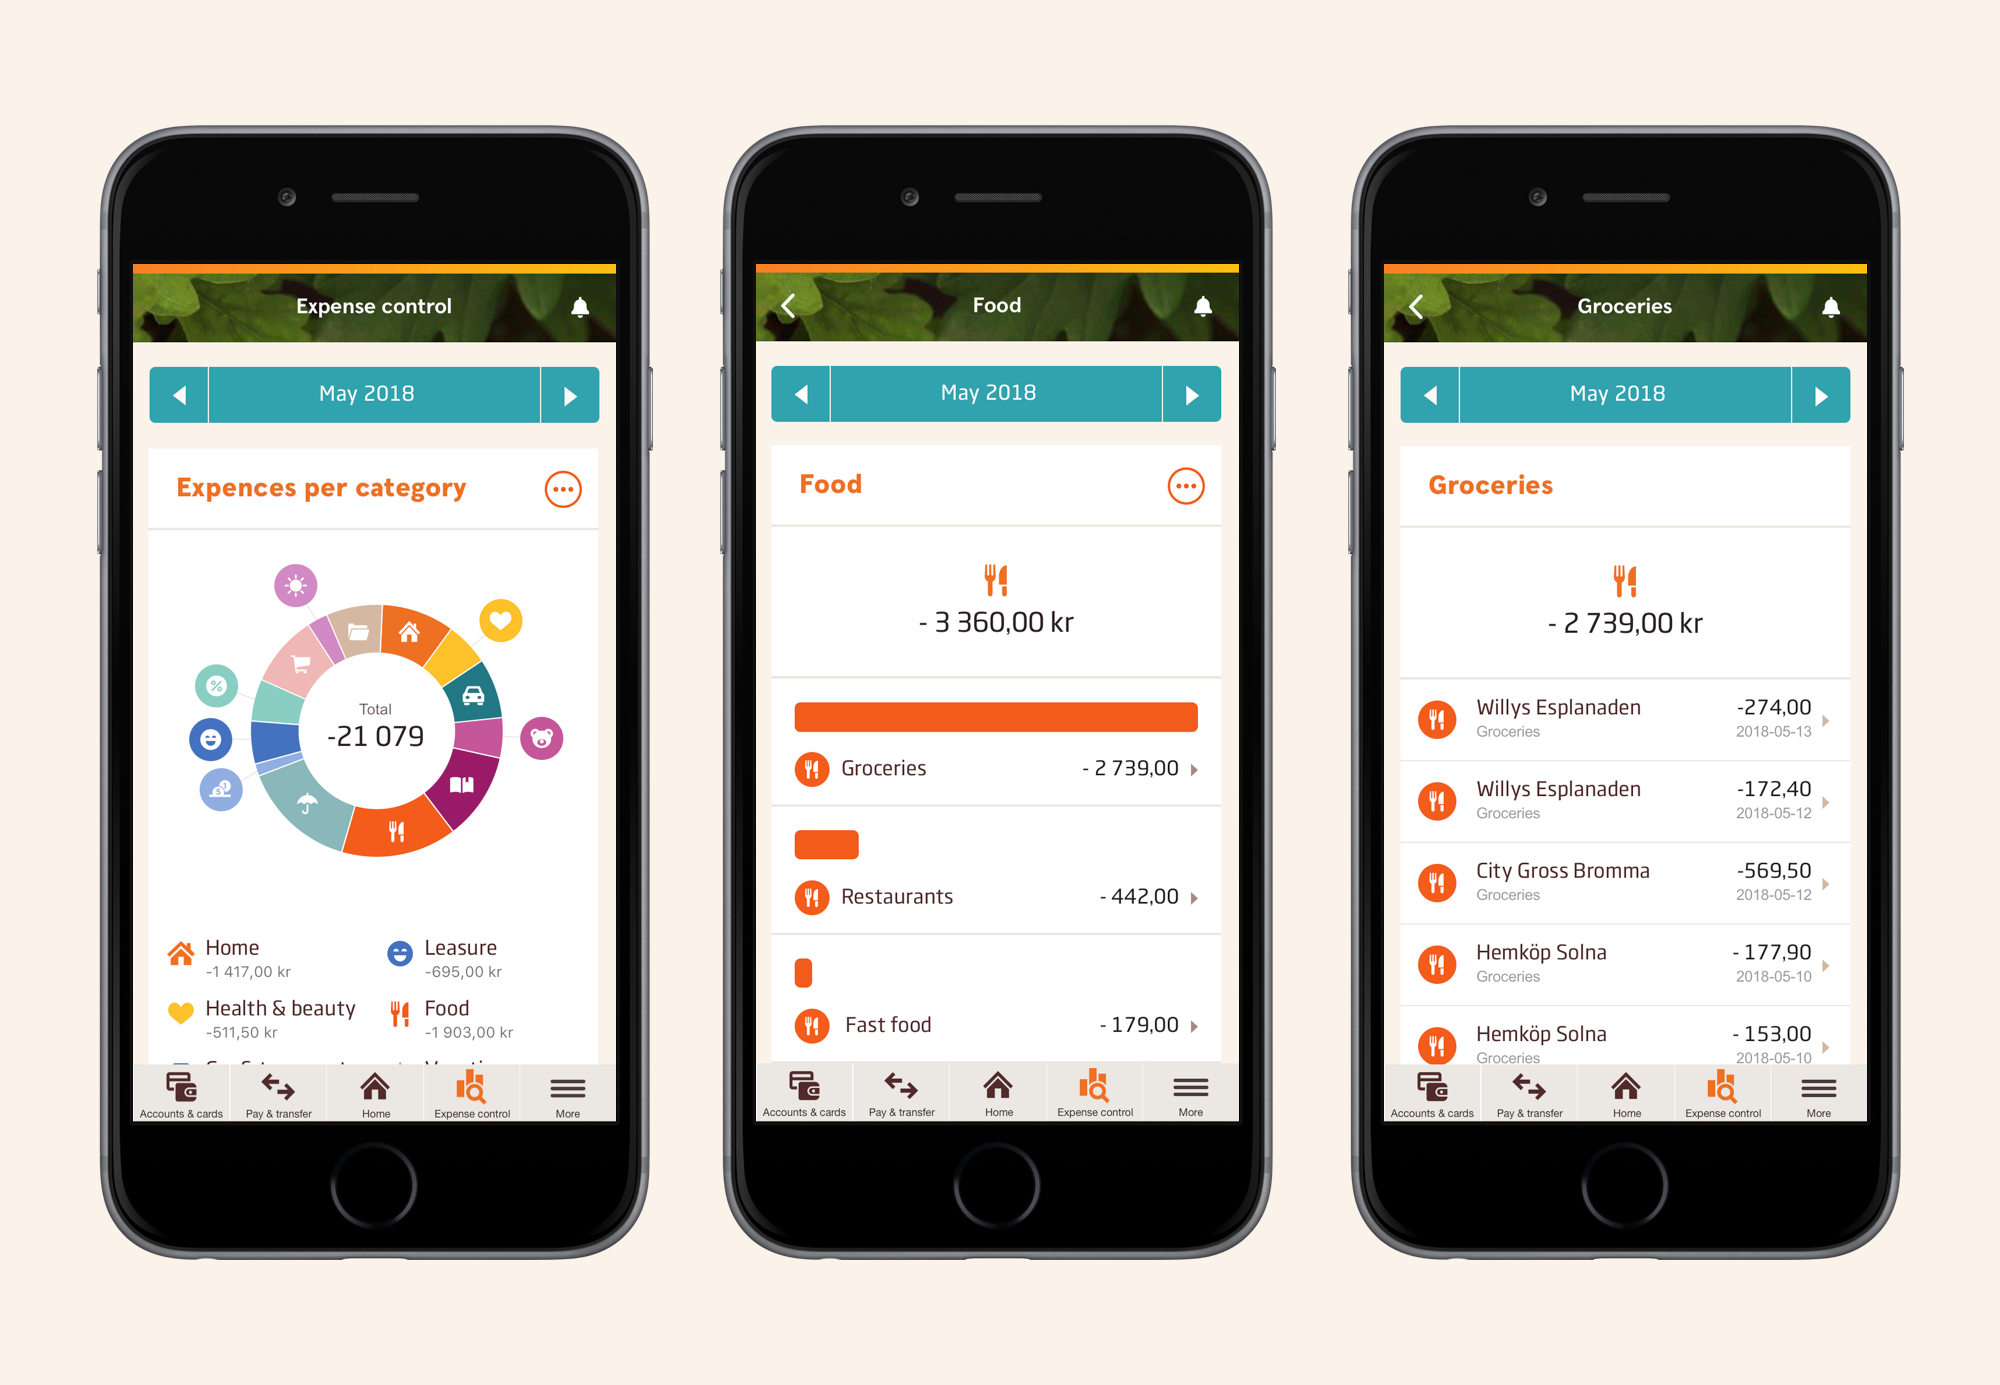 Expense control
May 2018
Expences per category
Total
-21 079
Home
-1 417,00 kr
Leasure
-695,00 kr
Health & beauty
-511,50 kr
Food
-1 903,00 kr
Accounts & cards
Pay & transfer
Home
Expense control
More
Food
May 2018
Food
- 3 360,00 kr
Groceries
- 2 739,00
Restaurants
- 442,00
Fast food
- 179,00
Accounts & cards
Pay & transfer
Home
Expense control
More
Groceries
May 2018
Groceries
- 2 739,00 kr
Willys Esplanaden
-274,00
Groceries
2018-05-13
Willys Esplanaden
-172,40
Groceries
2018-05-12
City Gross Bromma
-569,50
Groceries
2018-05-12
Hemköp Solna
- 177,90
Groceries
2018-05-10
Hemköp Solna
- 153,00
Groceries
2018-05-10
Accounts & cards
Pay & transfer
Home
Expense control
More